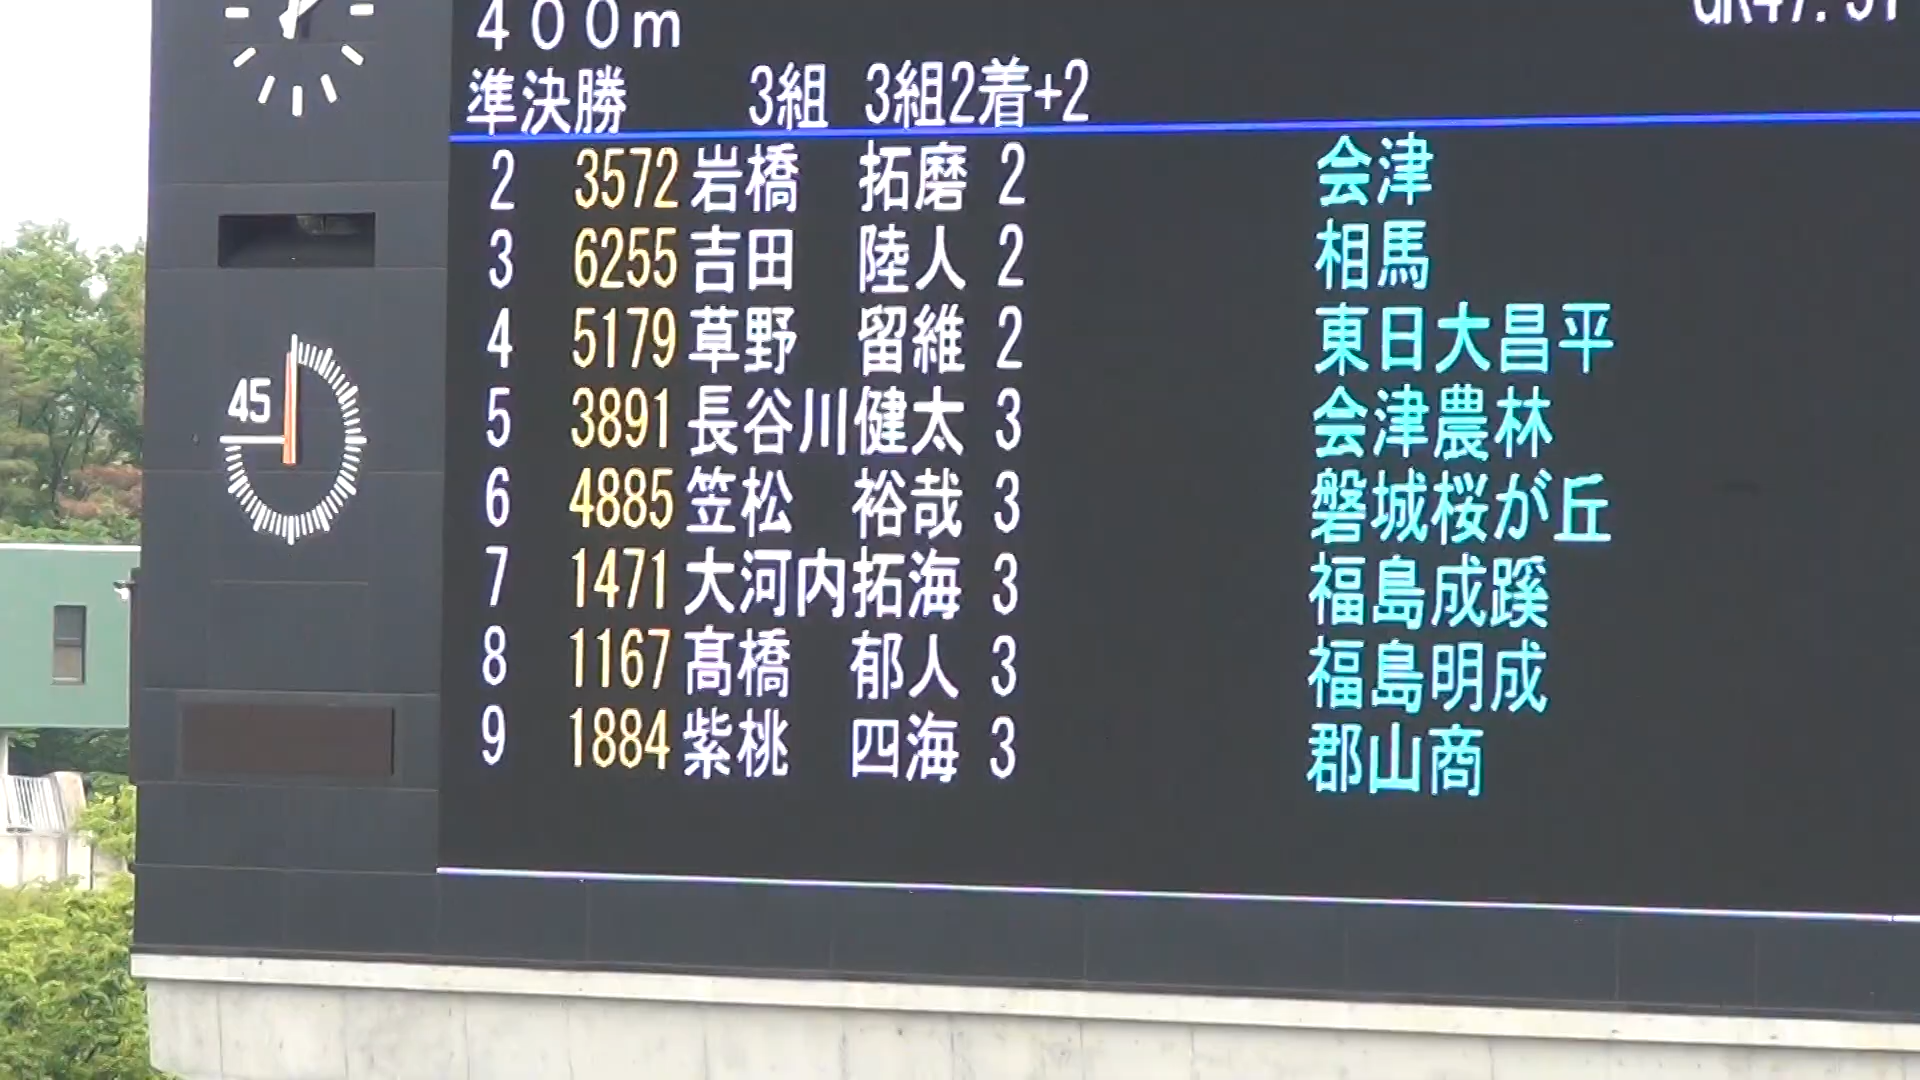 400m
準決勝 3組 3組2着+2
2 3572 岩橋 拓磨 2 会津
3 6255 吉田 陸人 2 相馬
4 5179 草野 留維 2 東日大昌平
5 3891 長谷川健太 3 会津農林
6 4885 笠松 裕哉 3 磐城桜が丘
7 1471 大河内拓海 3 福島成蹊
8 1167 髙橋 郁人 3 福島明成
9 1884 紫桃 四海 3 郡山商
45